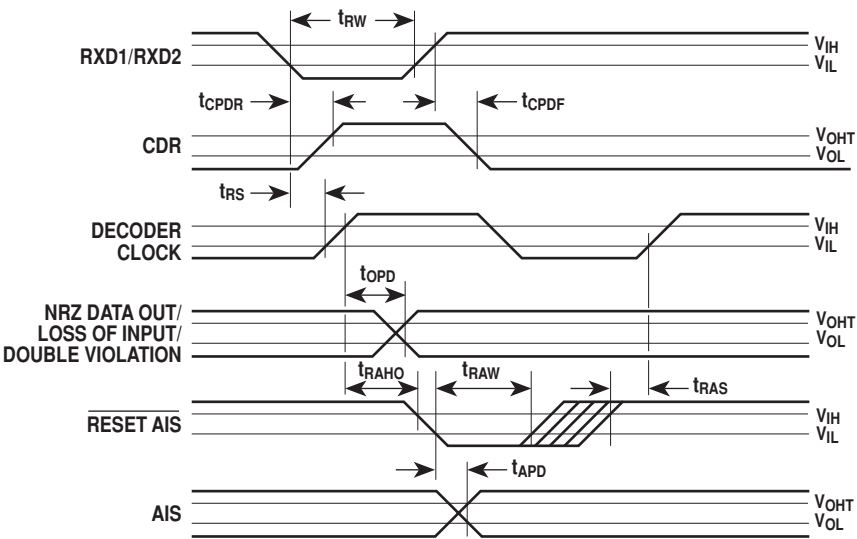 tRW
RXD1/RXD2
VIH
VIL
tCPDR
tCPDF
CDR
VOHT
VOL
tRS
DECODER
CLOCK
VIH
VIL
tOPD
NRZ DATA OUT/
LOSS OF INPUT/
DOUBLE VIOLATION
VOHT
VOL
tRAHO
tRAW
tRAS
RESET AIS
VIH
VIL
tAPD
AIS
VOHT
VOL